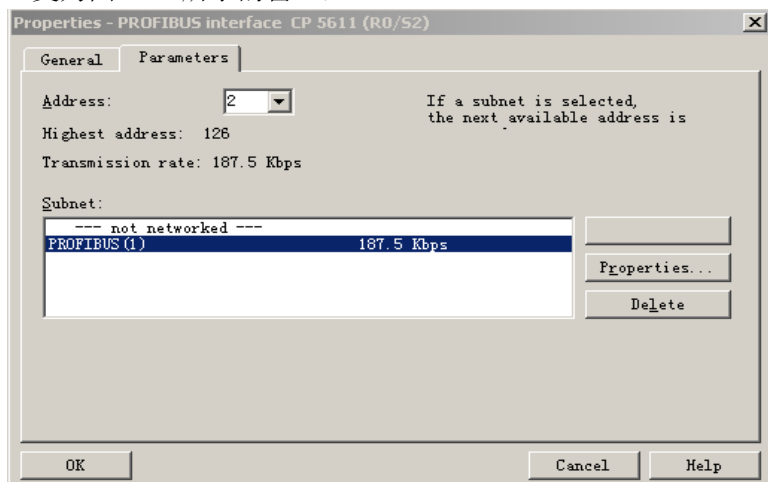 Properties - PROFIBUS interface CP 5611 (R0/S2)
General Parameters
Address: 2
If a subnet is selected,
the next available address is
Highest address: 126
Transmission rate: 187.5 Kbps
Subnet:
--- not networked ---
PROFIBUS(1) 187.5 Kbps
Properties...
Delete
OK Cancel Help